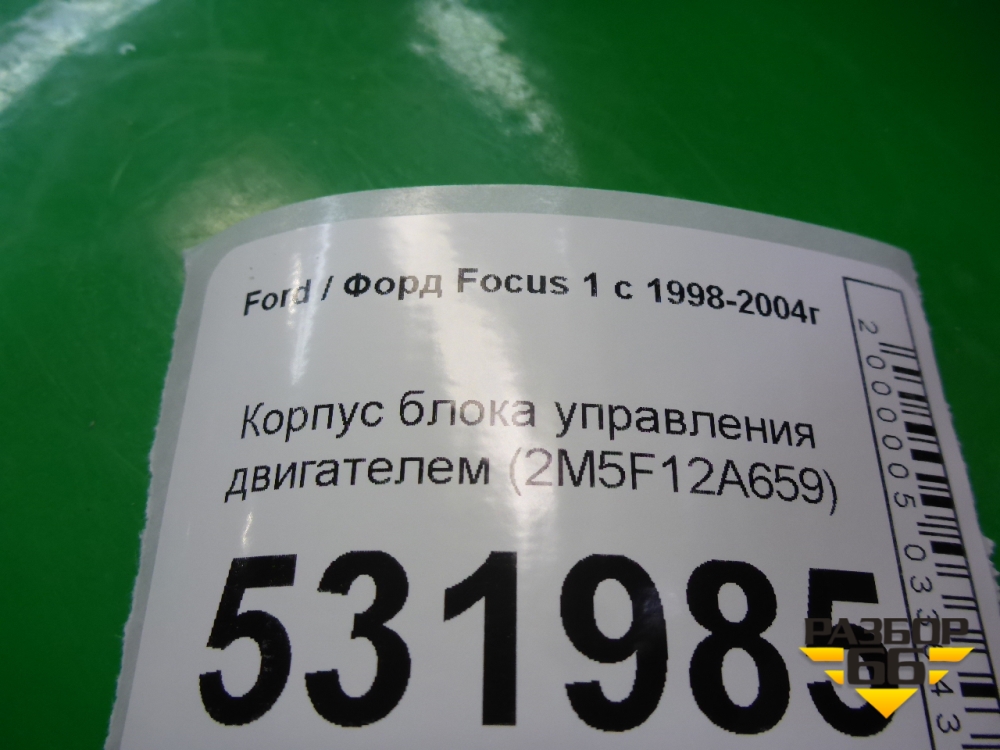 Ford / Форд Focus 1 с 1998-2004г
Корпус блока управления
двигателем (2M5F12A659)
531985
РАЗБОР
66